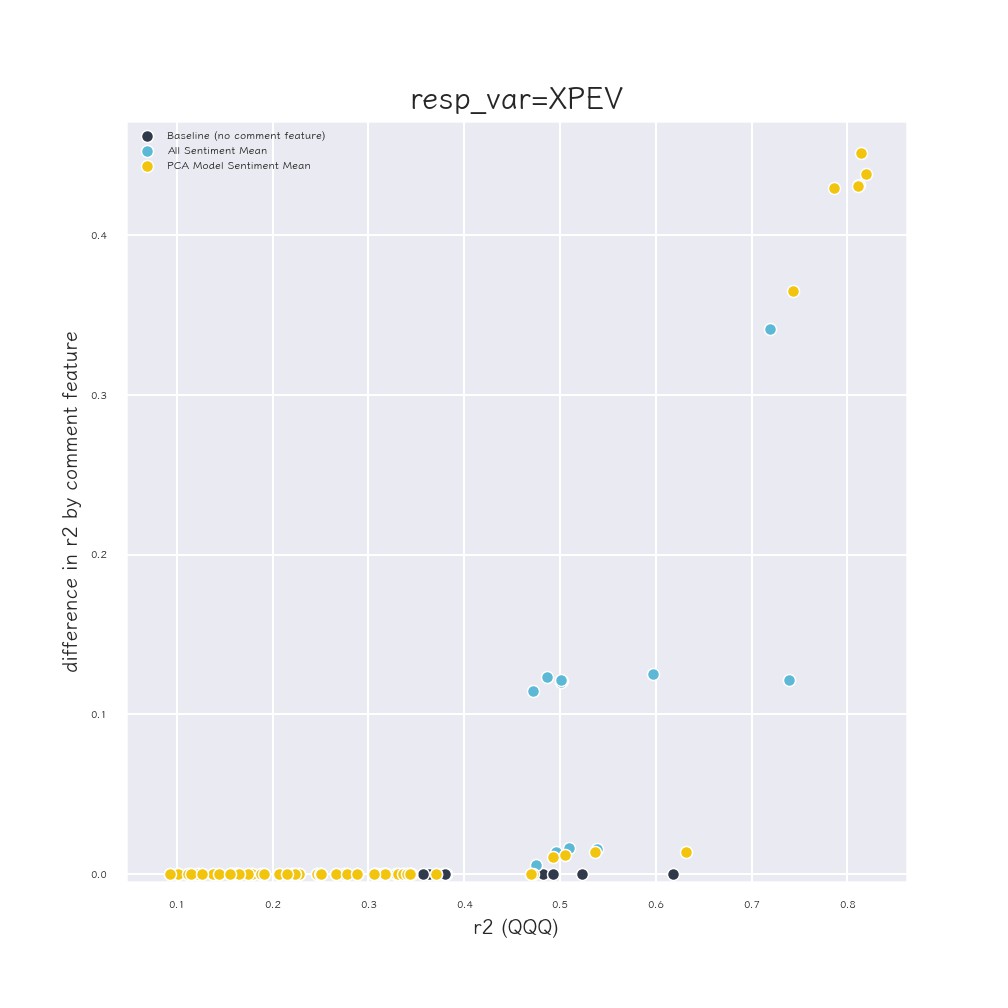 resp_var=XPEV
Baseline (no comment feature)
All Sentiment Mean
PCA Model Sentiment Mean
difference in r2 by comment feature
0.4
0.3
0.2
0.1
0.0
0.1 0.2 0.3 0.4 0.5 0.6 0.7 0.8
r2 (QQQ)